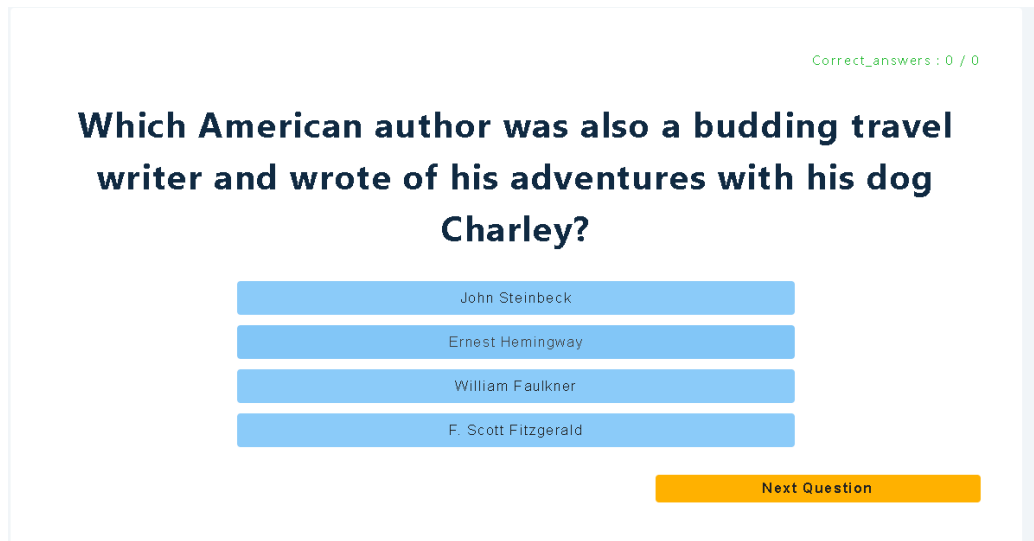 Correct_answers : 0 / 0
Which American author was also a budding travel
writer and wrote of his adventures with his dog
Charley?
John Steinbeck
Ernest Hemingway
William Faulkner
F. Scott Fitzgerald
Next Question